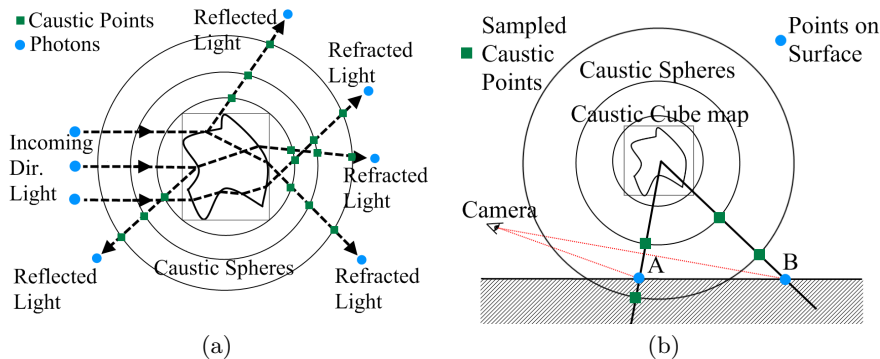 Caustic Points
Photons
Reflected
Light
Refracted
Light
Incoming
Dir.
Light
Refracted
Light
Caustic Spheres
Reflected
Light
Refracted
Light
(a)
Sampled
Caustic
Points
Points on
Surface
Caustic Spheres
Caustic Cube map
Camera
A
B
(b)